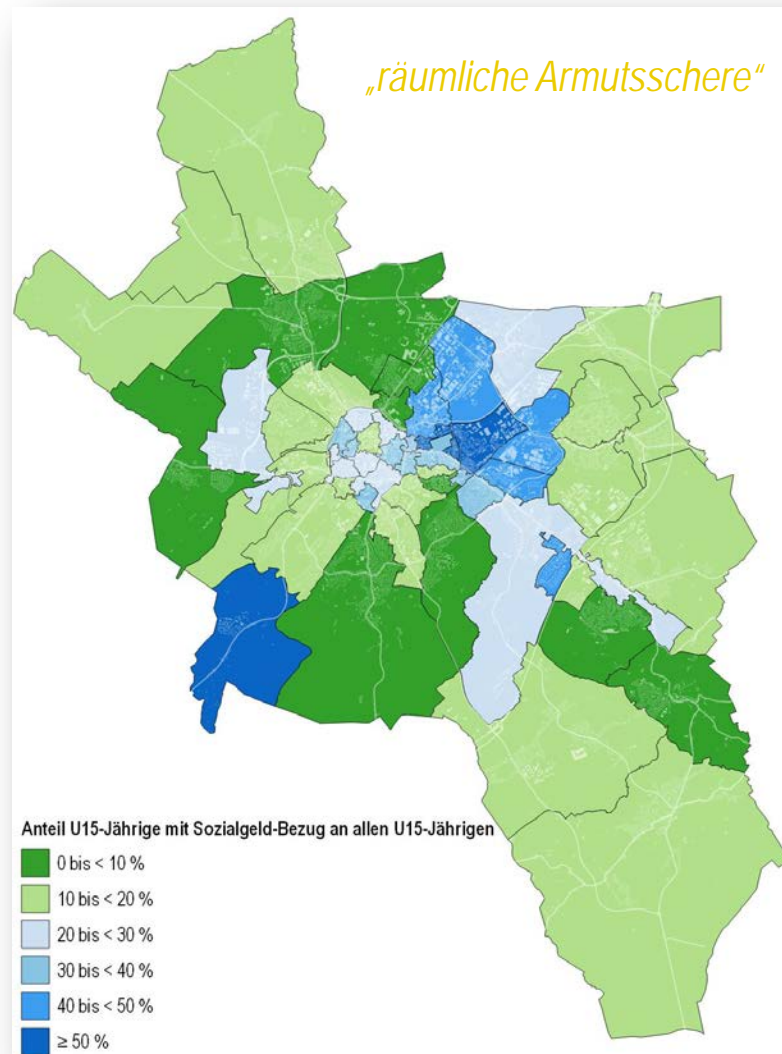 „räumliche Armutsschere“
Anteil U15-Jährige mit Sozialgeld-Bezug an allen U15-Jährigen
0 bis < 10 %
10 bis < 20 %
20 bis < 30 %
30 bis < 40 %
40 bis < 50 %
≥ 50 %